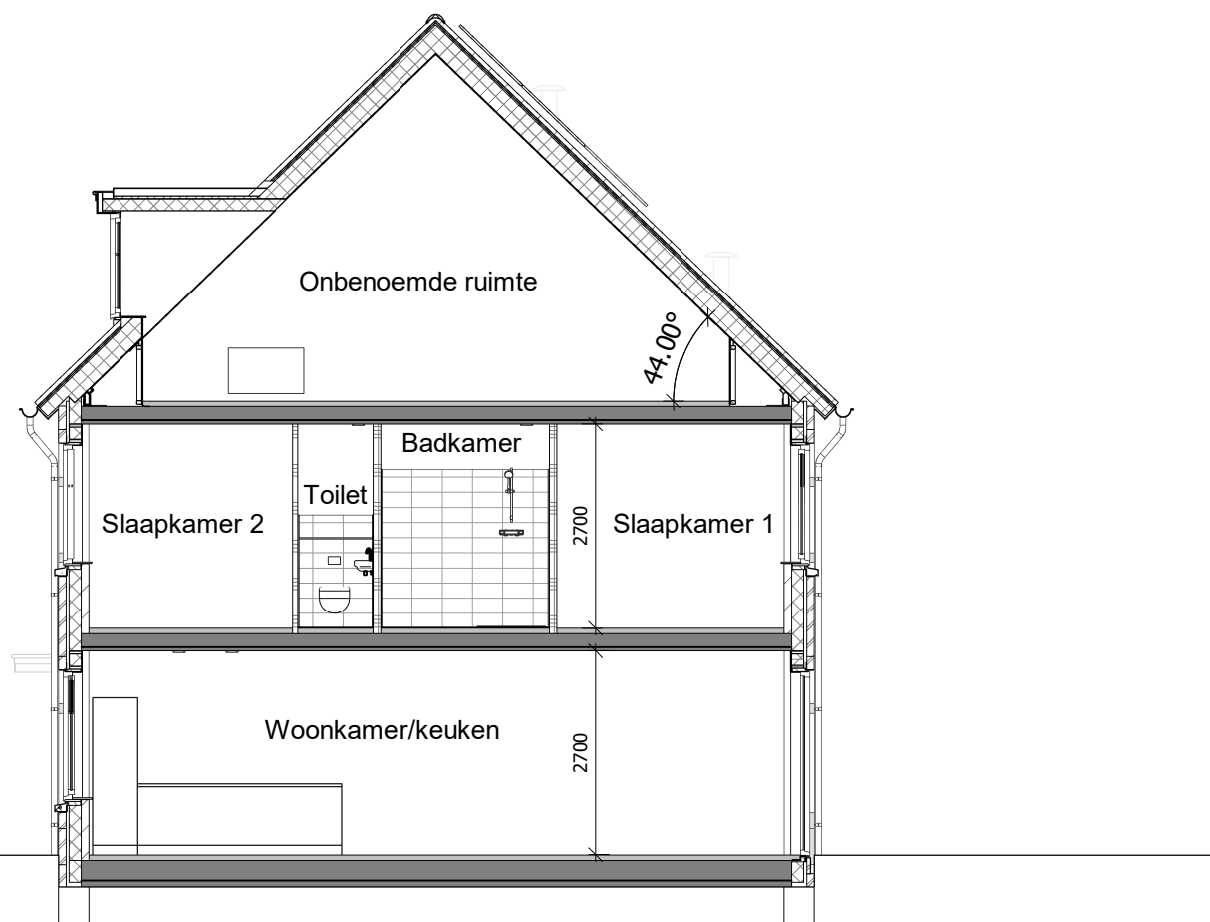 Onbenoemde ruimte
44.00°
Badkamer
Toilet
Slaapkamer 2
2700
Slaapkamer 1
Woonkamer/keuken
2700